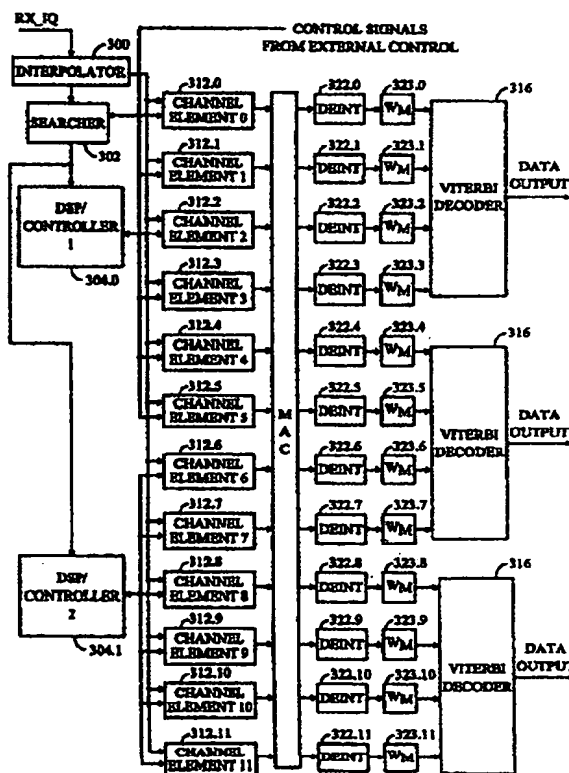 RX_IQ
300
CONTROL SIGNALS
FROM EXTERNAL CONTROL
INTERPOLATOR
SEARCHER
302
DSP/
CONTROLLER
1
304.0
DSP/
CONTROLLER
2
304.1
312.0
CHANNEL
ELEMENT 0
312.1
CHANNEL
ELEMENT 1
312.2
CHANNEL
ELEMENT 2
312.3
CHANNEL
ELEMENT 3
312.4
CHANNEL
ELEMENT 4
312.5
CHANNEL
ELEMENT 5
312.6
CHANNEL
ELEMENT 6
312.7
CHANNEL
ELEMENT 7
312.8
CHANNEL
ELEMENT 8
312.9
CHANNEL
ELEMENT 9
312.10
CHANNEL
ELEMENT 10
312.11
CHANNEL
ELEMENT 11
M
A
C
322.0 323.0
DEINT WM
322.1 323.1
DEINT WM
322.2 323.2
DEINT WM
322.3 323.3
DEINT WM
322.4 323.4
DEINT WM
322.5 323.5
DEINT WM
322.6 323.6
DEINT WM
322.7 323.7
DEINT WM
322.8 323.8
DEINT WM
322.9 323.9
DEINT WM
322.10 323.10
DEINT WM
322.11 323.11
DEINT WM
316
VITERBI
DECODER
DATA
OUTPUT
316
VITERBI
DECODER
DATA
OUTPUT
316
VITERBI
DECODER
DATA
OUTPUT